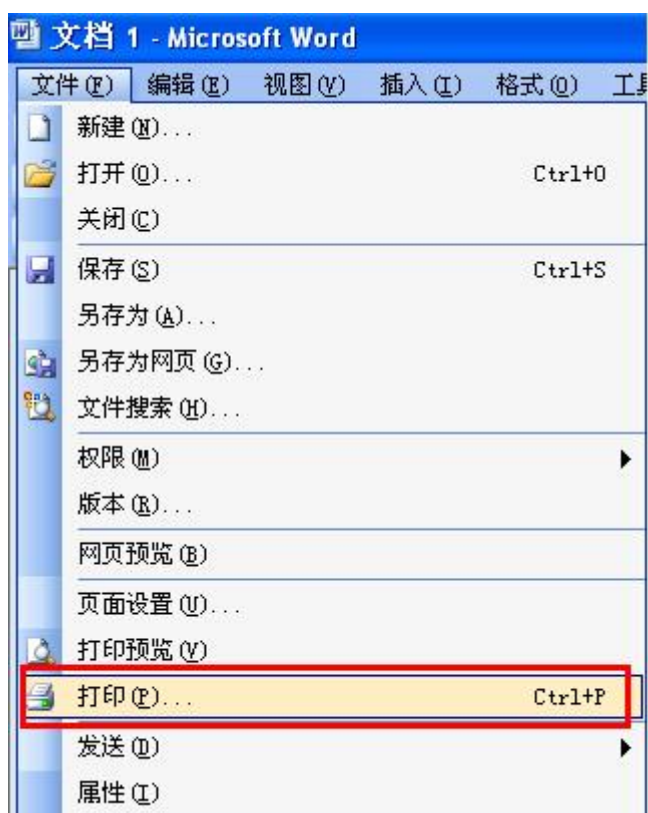 文档 1 - Microsoft Word
文件(F) 编辑(E) 视图(V) 插入(I) 格式(O) 工具
新建(N)...
打开(O)... Ctrl+O
关闭(C)
保存(S) Ctrl+S
另存为(A)...
另存为网页(G)...
文件搜索(H)...
权限(M)
版本(R)...
网页预览(B)
页面设置(U)...
打印预览(V)
打印(P)... Ctrl+P
发送(D)
属性(I)